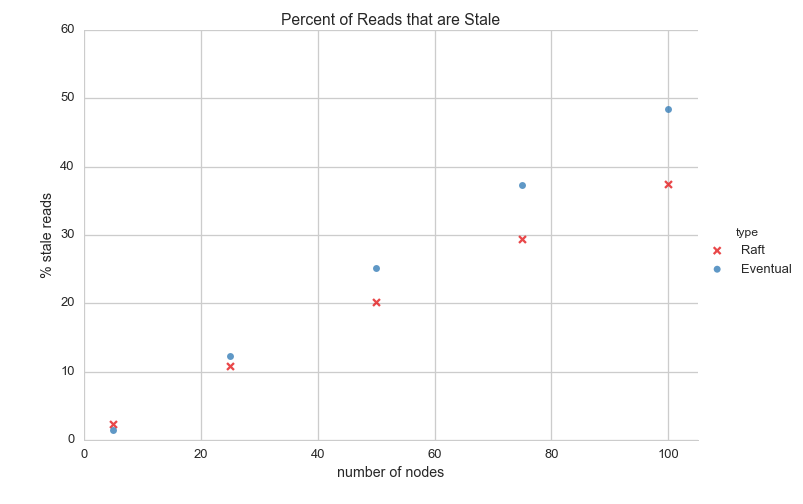 Percent of Reads that are Stale
60
50
40
30
20
10
0
% stale reads
0 20 40 60 80 100
number of nodes
type
Raft
Eventual